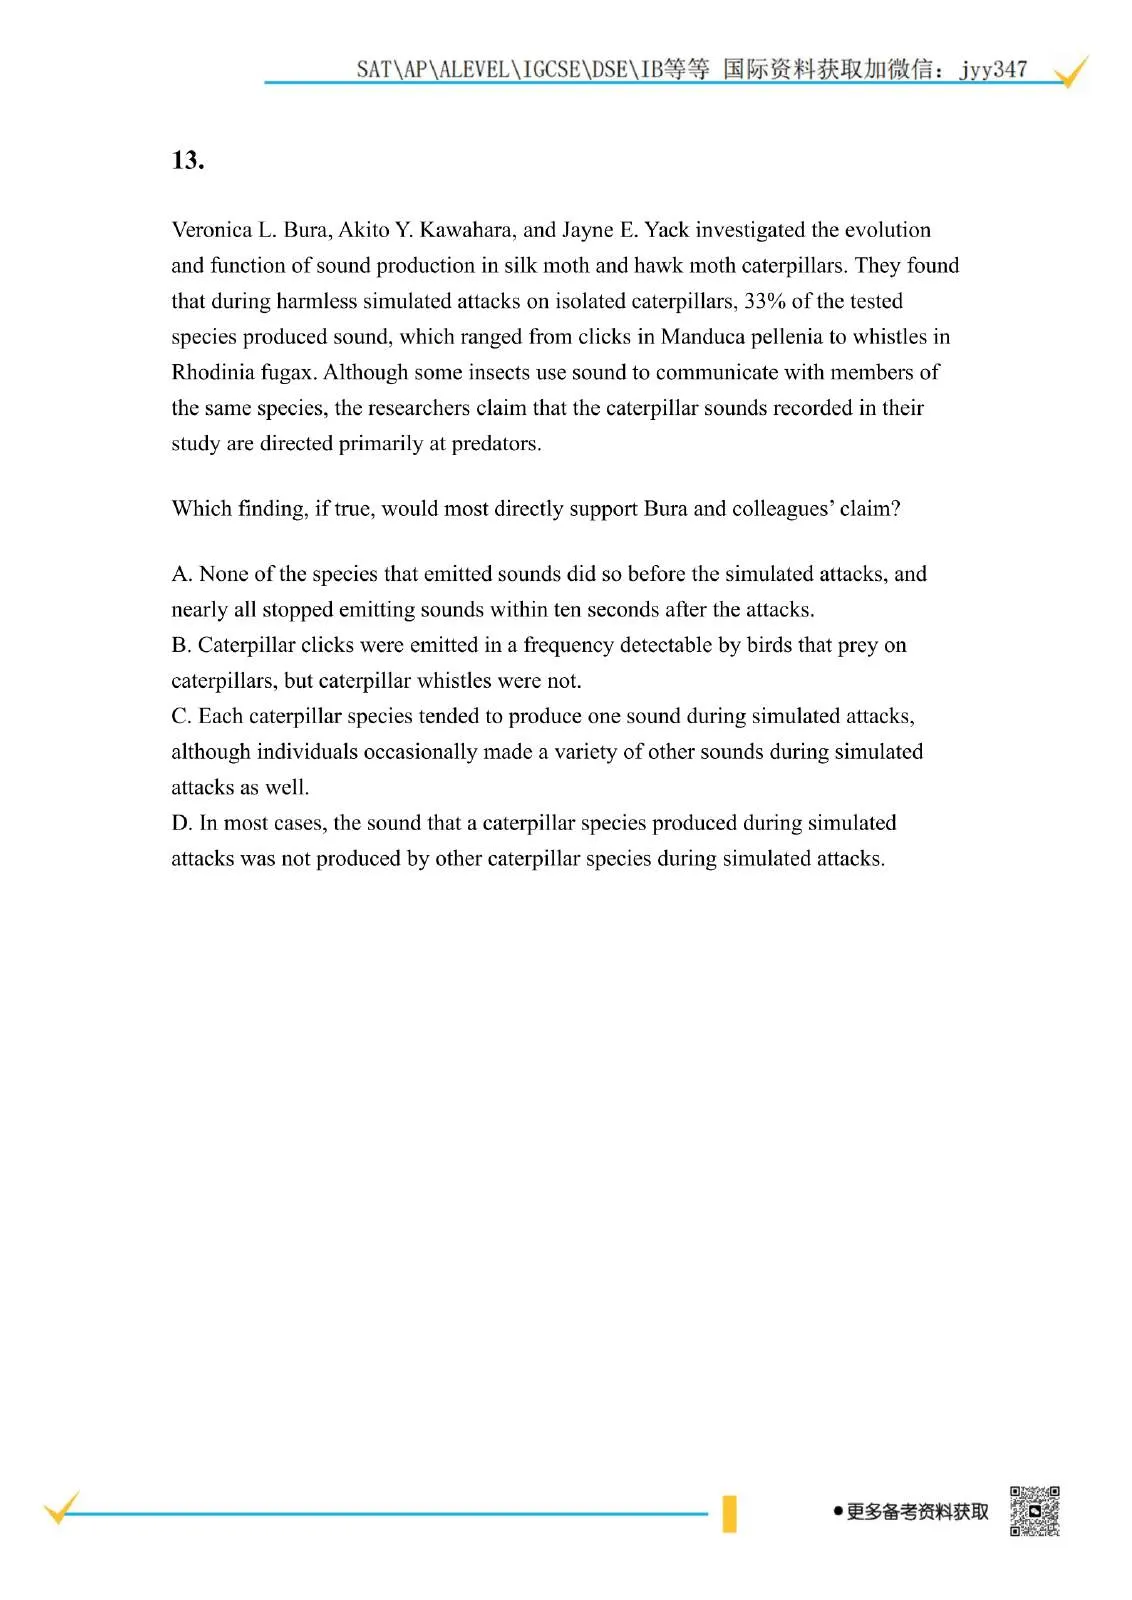 SAT\AP\ALEVEL\IGCSE\DSE\IB等等 国际资料获取加微信：jyy347
13.
Veronica L. Bura, Akito Y. Kawahara, and Jayne E. Yack investigated the evolution
and function of sound production in silk moth and hawk moth caterpillars. They found
that during harmless simulated attacks on isolated caterpillars, 33% of the tested
species produced sound, which ranged from clicks in Manduca pellenia to whistles in
Rhodinia fugax. Although some insects use sound to communicate with members of
the same species, the researchers claim that the caterpillar sounds recorded in their
study are directed primarily at predators.
Which finding, if true, would most directly support Bura and colleagues’ claim?
A. None of the species that emitted sounds did so before the simulated attacks, and
nearly all stopped emitting sounds within ten seconds after the attacks.
B. Caterpillar clicks were emitted in a frequency detectable by birds that prey on
caterpillars, but caterpillar whistles were not.
C. Each caterpillar species tended to produce one sound during simulated attacks,
although individuals occasionally made a variety of other sounds during simulated
attacks as well.
D. In most cases, the sound that a caterpillar species produced during simulated
attacks was not produced by other caterpillar species during simulated attacks.
●更多备考资料获取